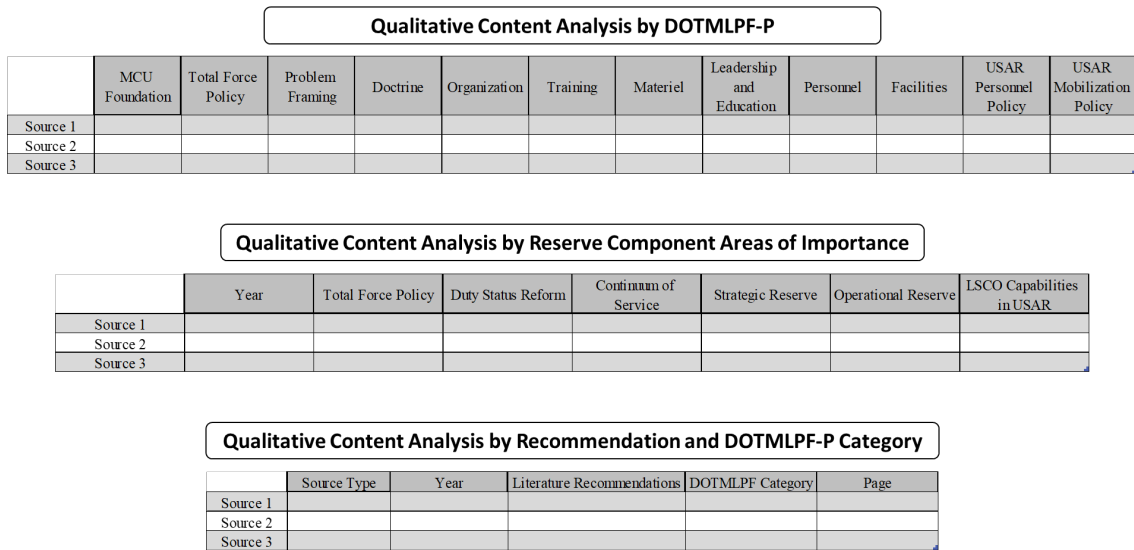 Qualitative Content Analysis by DOTMLPF-P
MCU Foundation | Total Force Policy | Problem Framing | Doctrine | Organization | Training | Materiel | Leadership and Education | Personnel | Facilities | USAR Personnel Policy | USAR Mobilization Policy
Source 1
Source 2
Source 3
Qualitative Content Analysis by Reserve Component Areas of Importance
Year | Total Force Policy | Duty Status Reform | Continuum of Service | Strategic Reserve | Operational Reserve | LSCO Capabilities in USAR
Source 1
Source 2
Source 3
Qualitative Content Analysis by Recommendation and DOTMLPF-P Category
Source Type | Year | Literature Recommendations | DOTMLPF Category | Page
Source 1
Source 2
Source 3